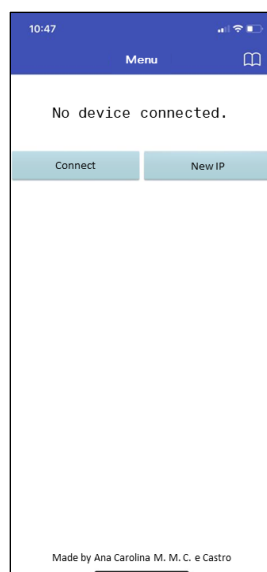 10:47
Menu
No device connected.
Connect New IP
Made by Ana Carolina M. M. C. e Castro